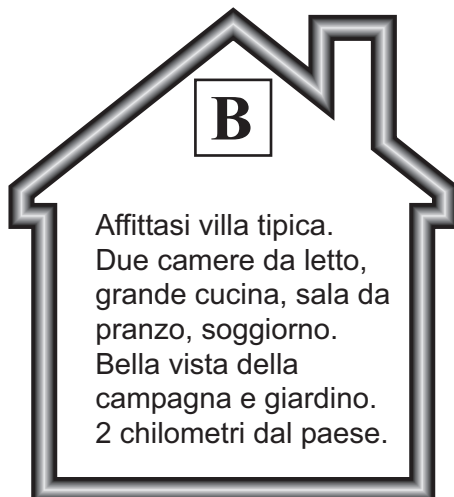 B
Affittasi villa tipica.
Due camere da letto,
grande cucina, sala da
pranzo, soggiorno.
Bella vista della
campagna e giardino.
2 chilometri dal paese.